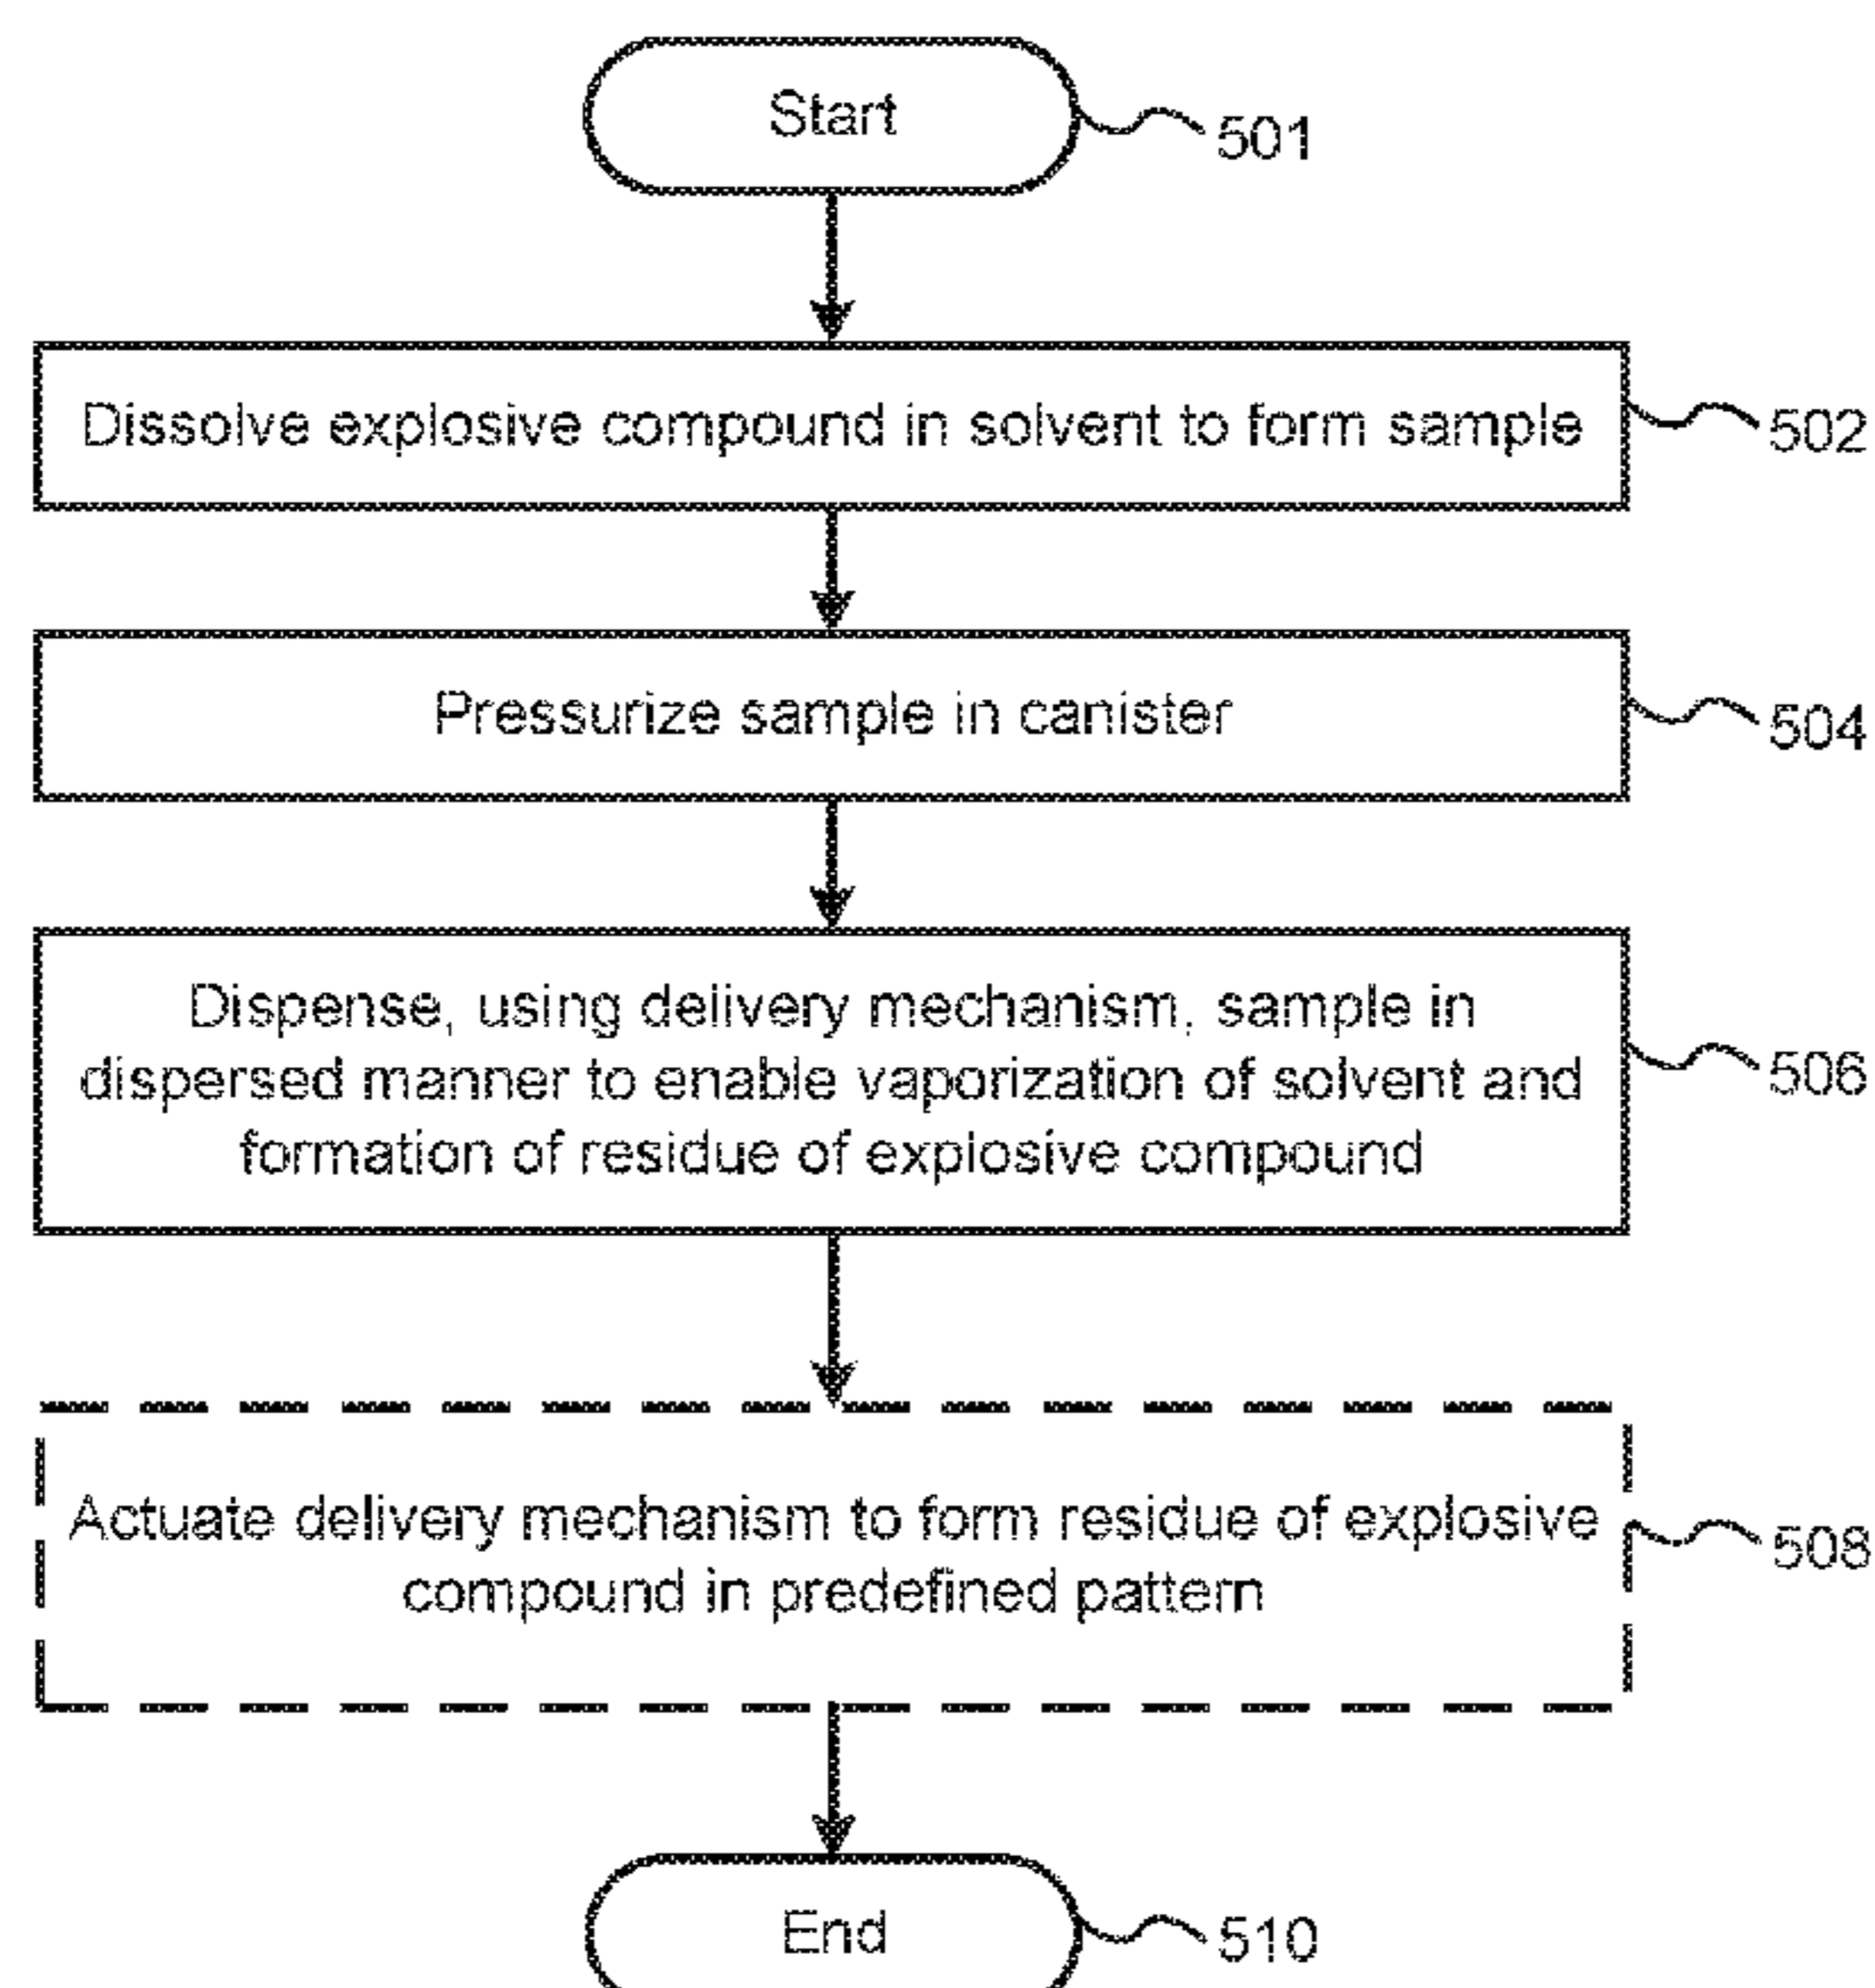 Start
501
Dissolve explosive compound in solvent to form sample
502
Pressurize sample in canister
504
Dispense, using delivery mechanism, sample in
dispersed manner to enable vaporization of solvent and
formation of residue of explosive compound
506
Actuate delivery mechanism to form residue of explosive
compound in predefined pattern
508
End
510